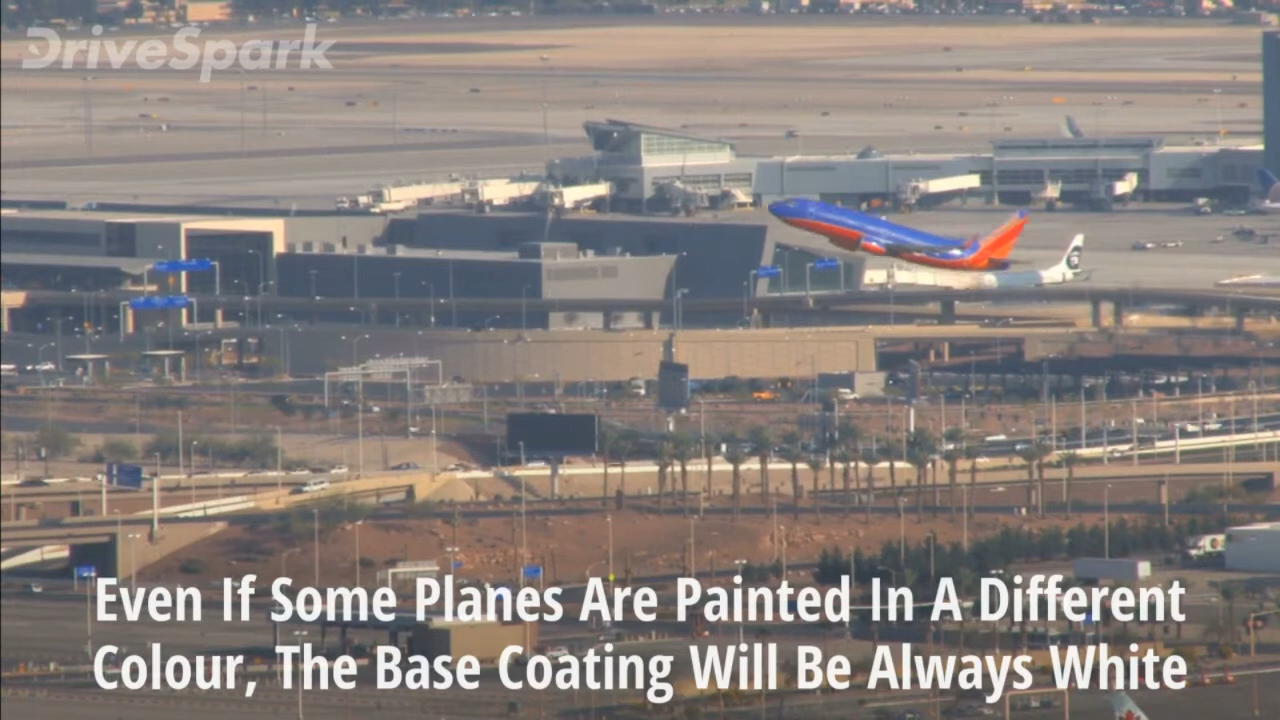 DriveSpark
Even If Some Planes Are Painted In A Different
Colour, The Base Coating Will Be Always White